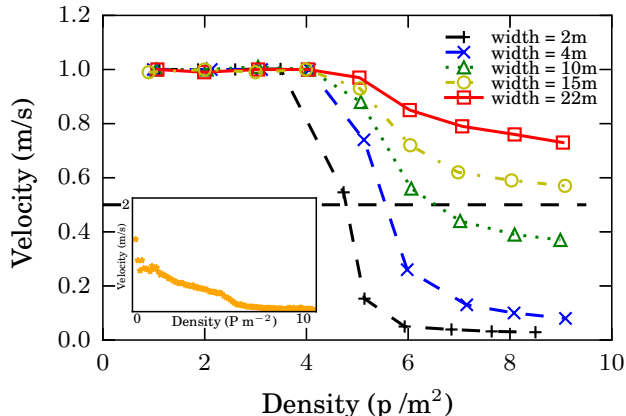 width = 2m
width = 4m
width = 10m
width = 15m
width = 22m
1.2
1.0
0.8
0.6
0.4
0.2
0.0
Velocity (m/s)
0 2 4 6 8 10
Density (p /m²)
2
Velocity (m/s)
0 10
Density (P m⁻²)